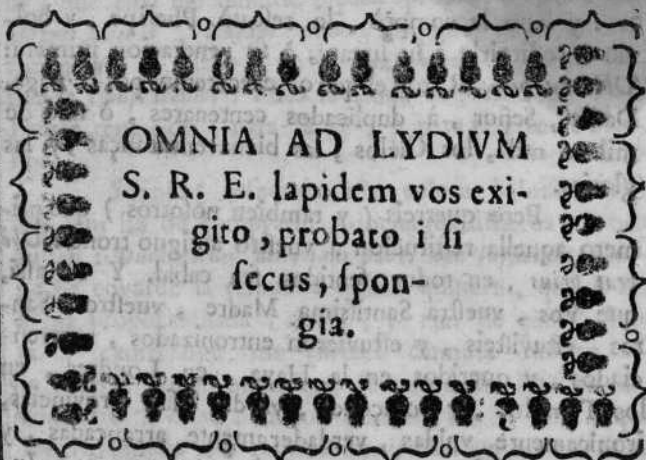 OMNIA AD LYDIVM
S. R. E. lapidem vos exi-
gito, probato i ſi
ſecus, ſpon-
gia.